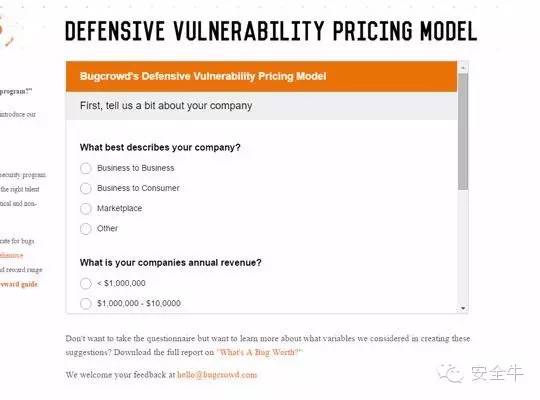 DEFENSIVE VULNERABILITY PRICING MODEL
Bugcrowd's Defensive Vulnerability Pricing Model
First, tell us a bit about your company
What best describes your company?
Business to Business
Business to Consumer
Marketplace
Other
What is your companies annual revenue?
< $1,000,000
$1,000,000 - $10,0000
program?"
introduce our
security program
the right talent
tical and non-
rate for bugs.
ehensive
d reward range
reward guide.
Don't want to take the questionnaire but want to learn more about what variables we considered in creating these
suggestions? Download the full report on "What's A Bug Worth?"
We welcome your feedback at hello@bugcrowd.com
安全牛